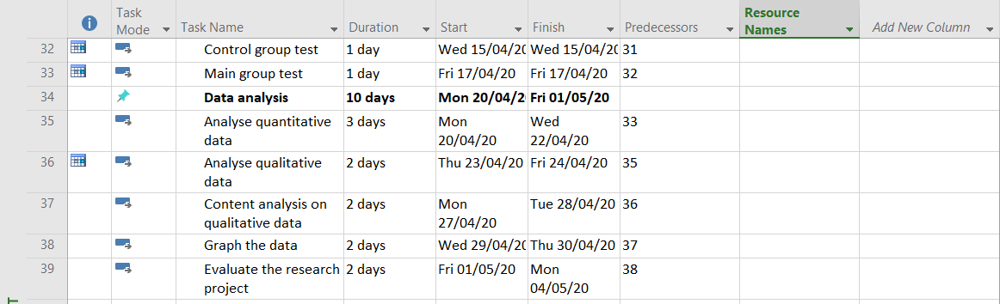 Task Mode Task Name Duration Start Finish Predecessors Resource Names Add New Column
32 Control group test 1 day Wed 15/04/20 Wed 15/04/20 31
33 Main group test 1 day Fri 17/04/20 Fri 17/04/20 32
34 Data analysis 10 days Mon 20/04/20 Fri 01/05/20
35 Analyse quantitative data 3 days Mon 20/04/20 Wed 22/04/20 33
36 Analyse qualitative data 2 days Thu 23/04/20 Fri 24/04/20 35
37 Content analysis on qualitative data 2 days Mon 27/04/20 Tue 28/04/20 36
38 Graph the data 2 days Wed 29/04/20 Thu 30/04/20 37
39 Evaluate the research project 2 days Fri 01/05/20 Mon 04/05/20 38